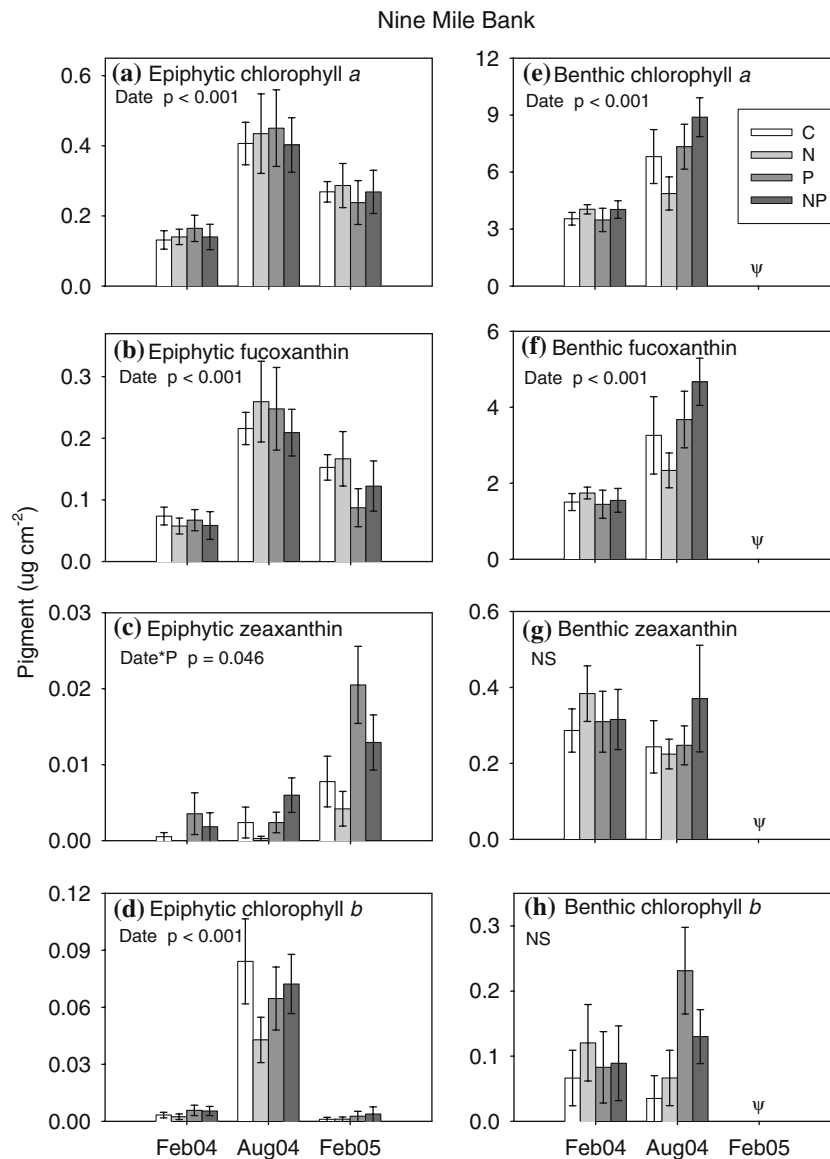 Nine Mile Bank
Pigment (ug cm-2)
(a) Epiphytic chlorophyll a
Date p < 0.001
0.6
0.4
0.2
0.0
(b) Epiphytic fucoxanthin
Date p < 0.001
0.3
0.2
0.1
0.0
(c) Epiphytic zeaxanthin
Date*P p = 0.046
0.03
0.02
0.01
0.00
(d) Epiphytic chlorophyll b
Date p < 0.001
0.12
0.09
0.06
0.03
0.00
Feb04 Aug04 Feb05
(e) Benthic chlorophyll a
Date p < 0.001
12
9
6
3
0
ψ
C
N
P
NP
(f) Benthic fucoxanthin
Date p < 0.001
6
4
2
0
ψ
(g) Benthic zeaxanthin
NS
0.6
0.4
0.2
0.0
ψ
(h) Benthic chlorophyll b
NS
0.3
0.2
0.1
0.0
ψ
Feb04 Aug04 Feb05